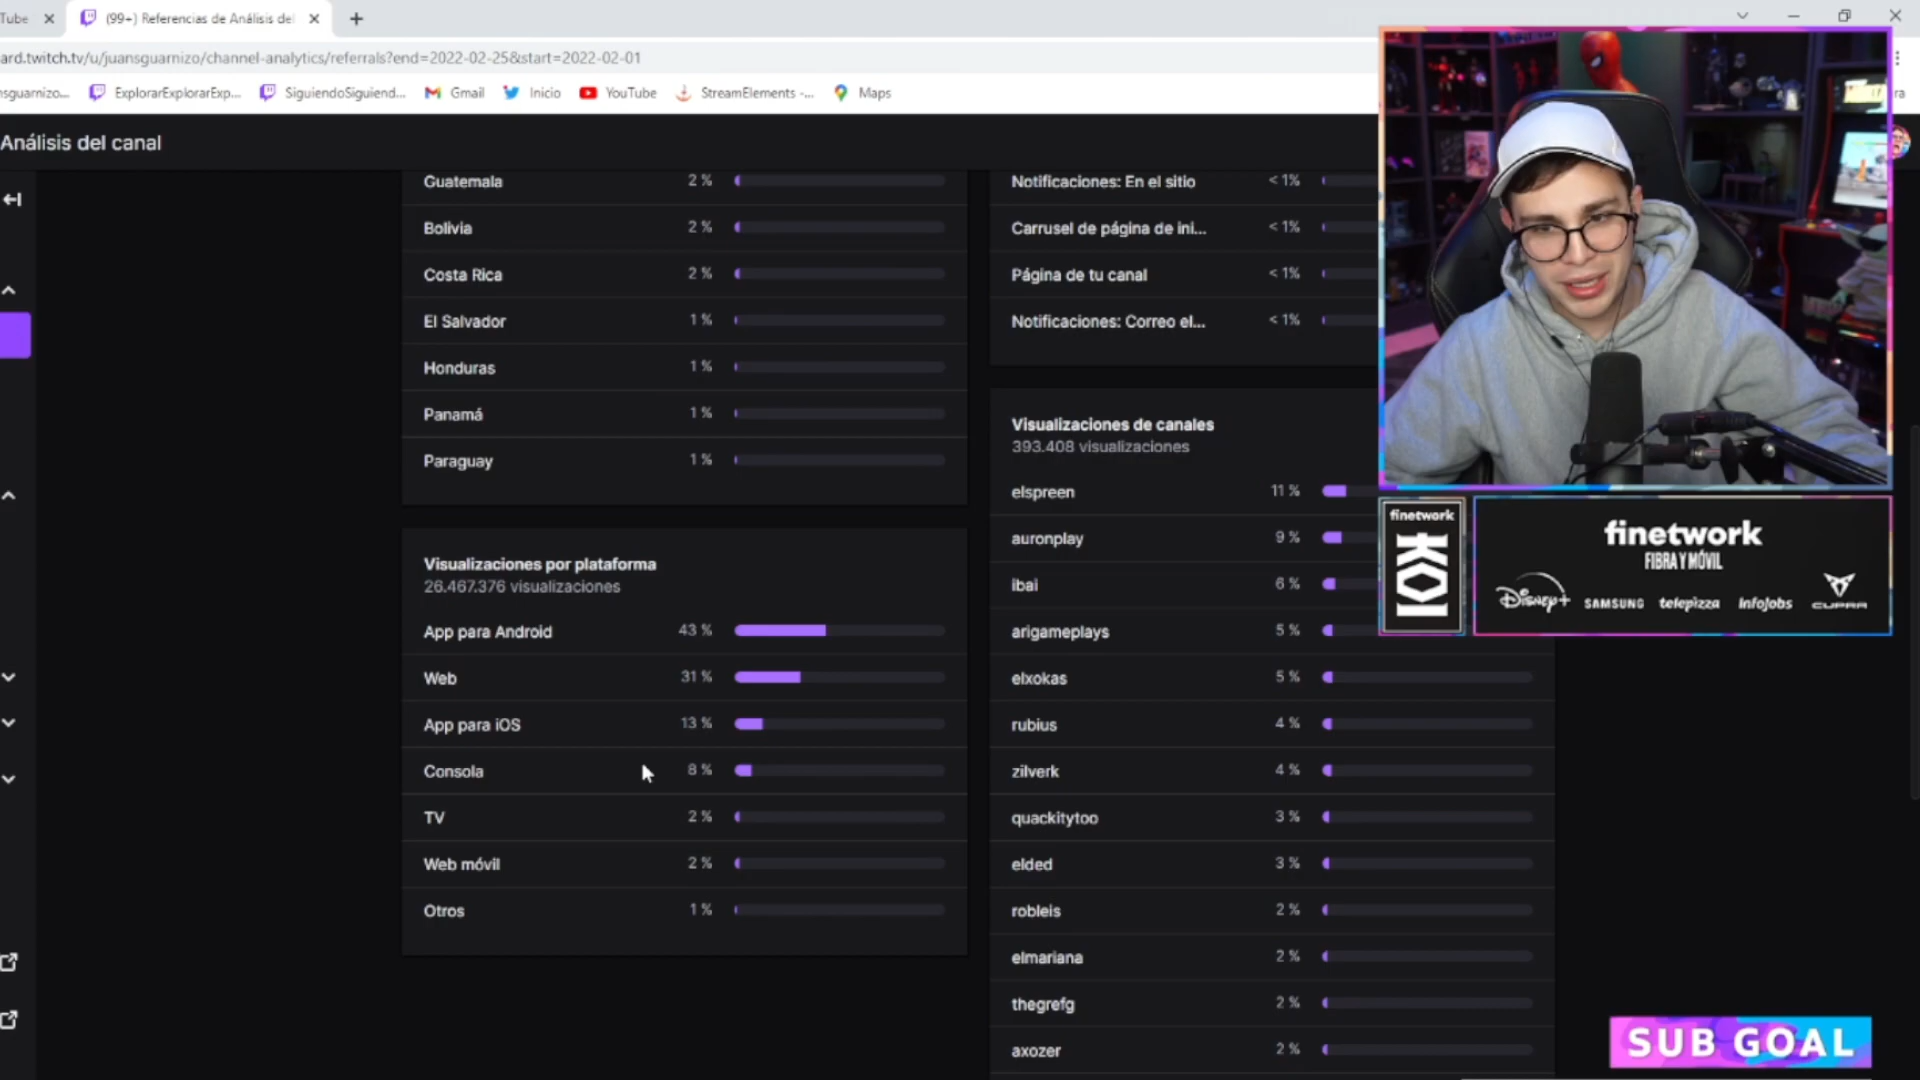 Tube
(99+) Referencias de Análisis del
ard.twitch.tv/u/juansguarnizo/channel-analytics/referrals?end=2022-02-25&start=2022-02-01
nsguarnizo...
ExplorarExplorarExp...
SiguiendoSiguiend...
Gmail
Inicio
YouTube
StreamElements -...
Maps
ra
Análisis del canal
Guatemala 2 %
Bolivia 2 %
Costa Rica 2 %
El Salvador 1 %
Honduras 1 %
Panamá 1 %
Paraguay 1 %
Visualizaciones por plataforma
26.467.376 visualizaciones
App para Android 43 %
Web 31 %
App para iOS 13 %
Consola 8 %
TV 2 %
Web móvil 2 %
Otros 1 %
Notificaciones: En el sitio < 1%
Carrusel de página de ini... < 1%
Página de tu canal < 1%
Notificaciones: Correo el... < 1%
Visualizaciones de canales
393.408 visualizaciones
elspreen 11 %
auronplay 9 %
ibai 6 %
arigameplays 5 %
elxokas 5 %
rubius 4 %
zilverk 4 %
quackitytoo 3 %
elded 3 %
robleis 2 %
elmariana 2 %
thegrefg 2 %
axozer 2 %
finetwork
KOI
finetwork
FIBRA Y MÓVIL
Disney+ SAMSUNG telepizza InfoJobs CUPRA
SUB GOAL